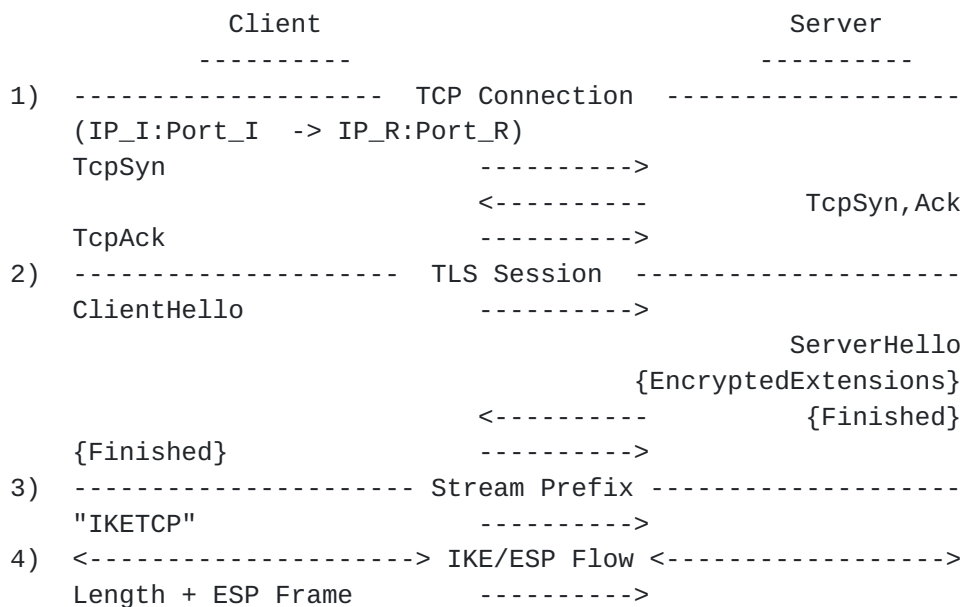 Client                              Server
            ----------                          ----------
1)  --------------------  TCP Connection  -------------------
    (IP_I:Port_I  -> IP_R:Port_R)
    TcpSyn                    ---------->
                              <----------          TcpSyn,Ack
    TcpAck                    ---------->
2)  ---------------------  TLS Session  ---------------------
    ClientHello               ---------->
                                                  ServerHello
                                        {EncryptedExtensions}
                              <----------          {Finished}
    {Finished}                ---------->
3)  ---------------------- Stream Prefix --------------------
    "IKETCP"                  ---------->
4)  <----------------------> IKE/ESP Flow <------------------>
    Length + ESP Frame        ---------->